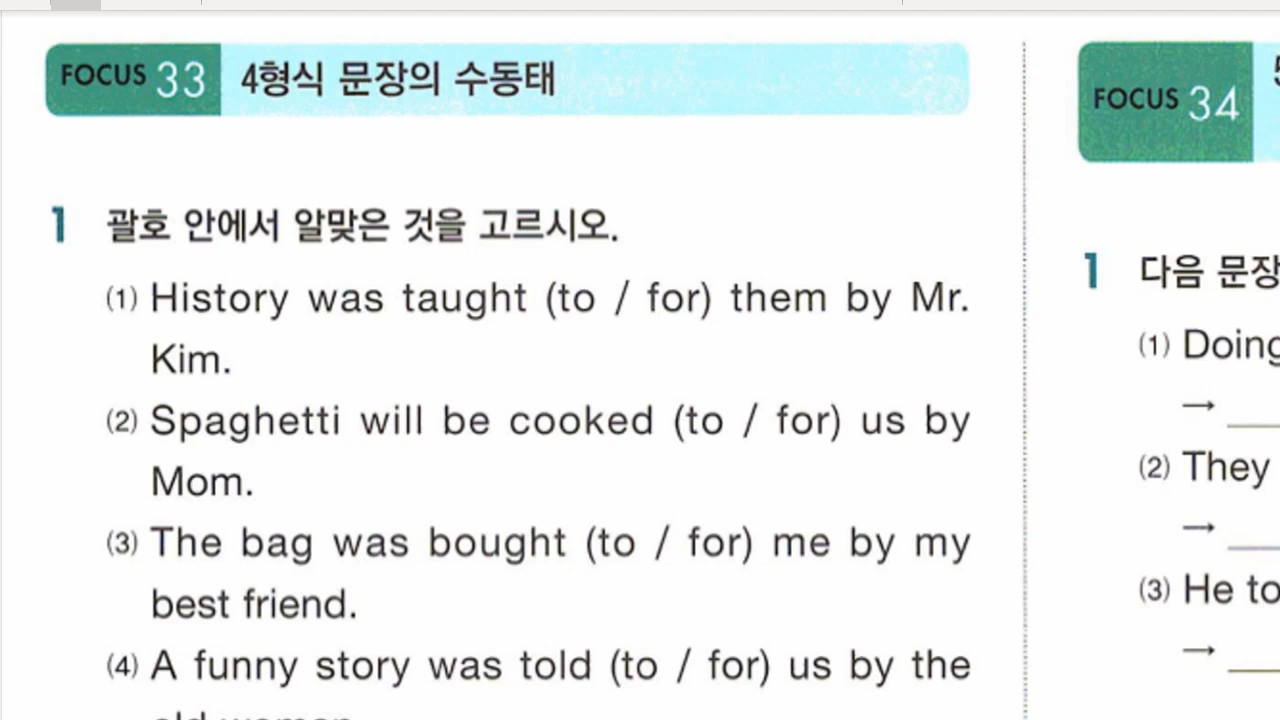 FOCUS 33 4형식 문장의 수동태
1 괄호 안에서 알맞은 것을 고르시오.
(1) History was taught (to / for) them by Mr.
Kim.
(2) Spaghetti will be cooked (to / for) us by
Mom.
(3) The bag was bought (to / for) me by my
best friend.
(4) A funny story was told (to / for) us by the
FOCUS 34
1 다음 문장
(1) Doing
→
(2) They
→
(3) He to
→